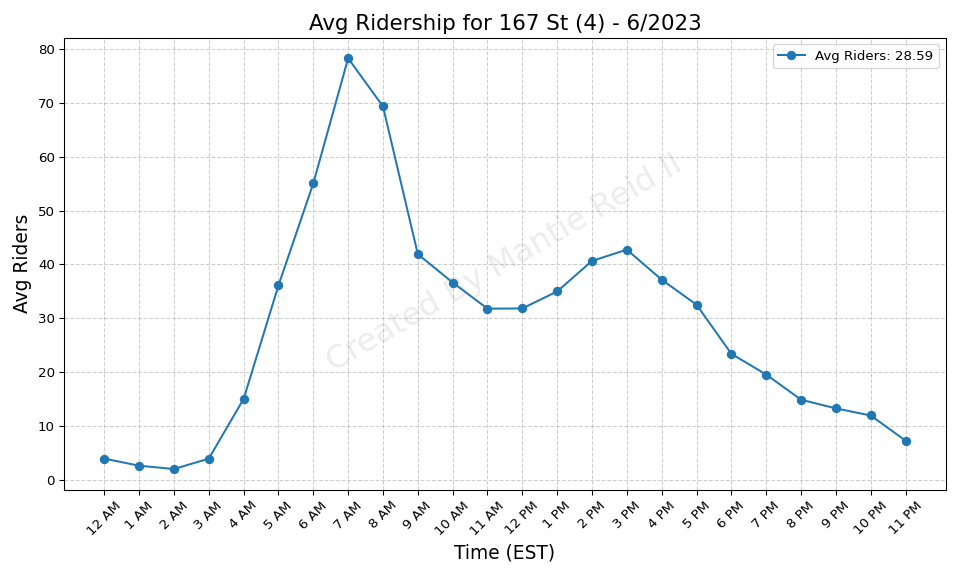 Avg Ridership for 167 St (4) - 6/2023
Avg Riders: 28.59
80
70
60
50
40
30
20
10
0
Avg Riders
Created By Mantie Reid II
12 AM
1 AM
2 AM
3 AM
4 AM
5 AM
6 AM
7 AM
8 AM
9 AM
10 AM
11 AM
12 PM
1 PM
2 PM
3 PM
4 PM
5 PM
6 PM
7 PM
8 PM
9 PM
10 PM
11 PM
Time (EST)